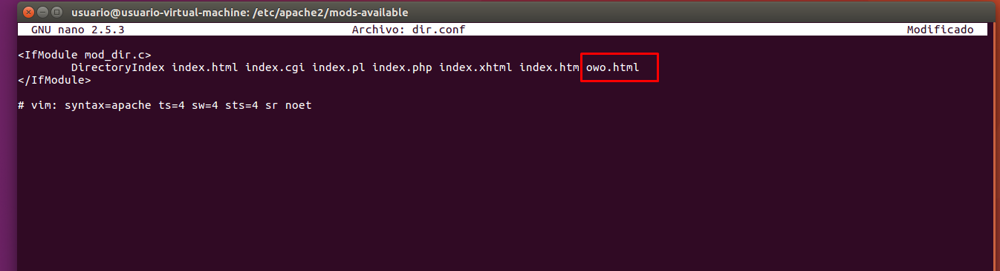 usuario@usuario-virtual-machine: /etc/apache2/mods-available
GNU nano 2.5.3 Archivo: dir.conf Modificado
<IfModule mod_dir.c>
DirectoryIndex index.html index.cgi index.pl index.php index.xhtml index.htm owo.html
</IfModule>
# vim: syntax=apache ts=4 sw=4 sts=4 sr noet